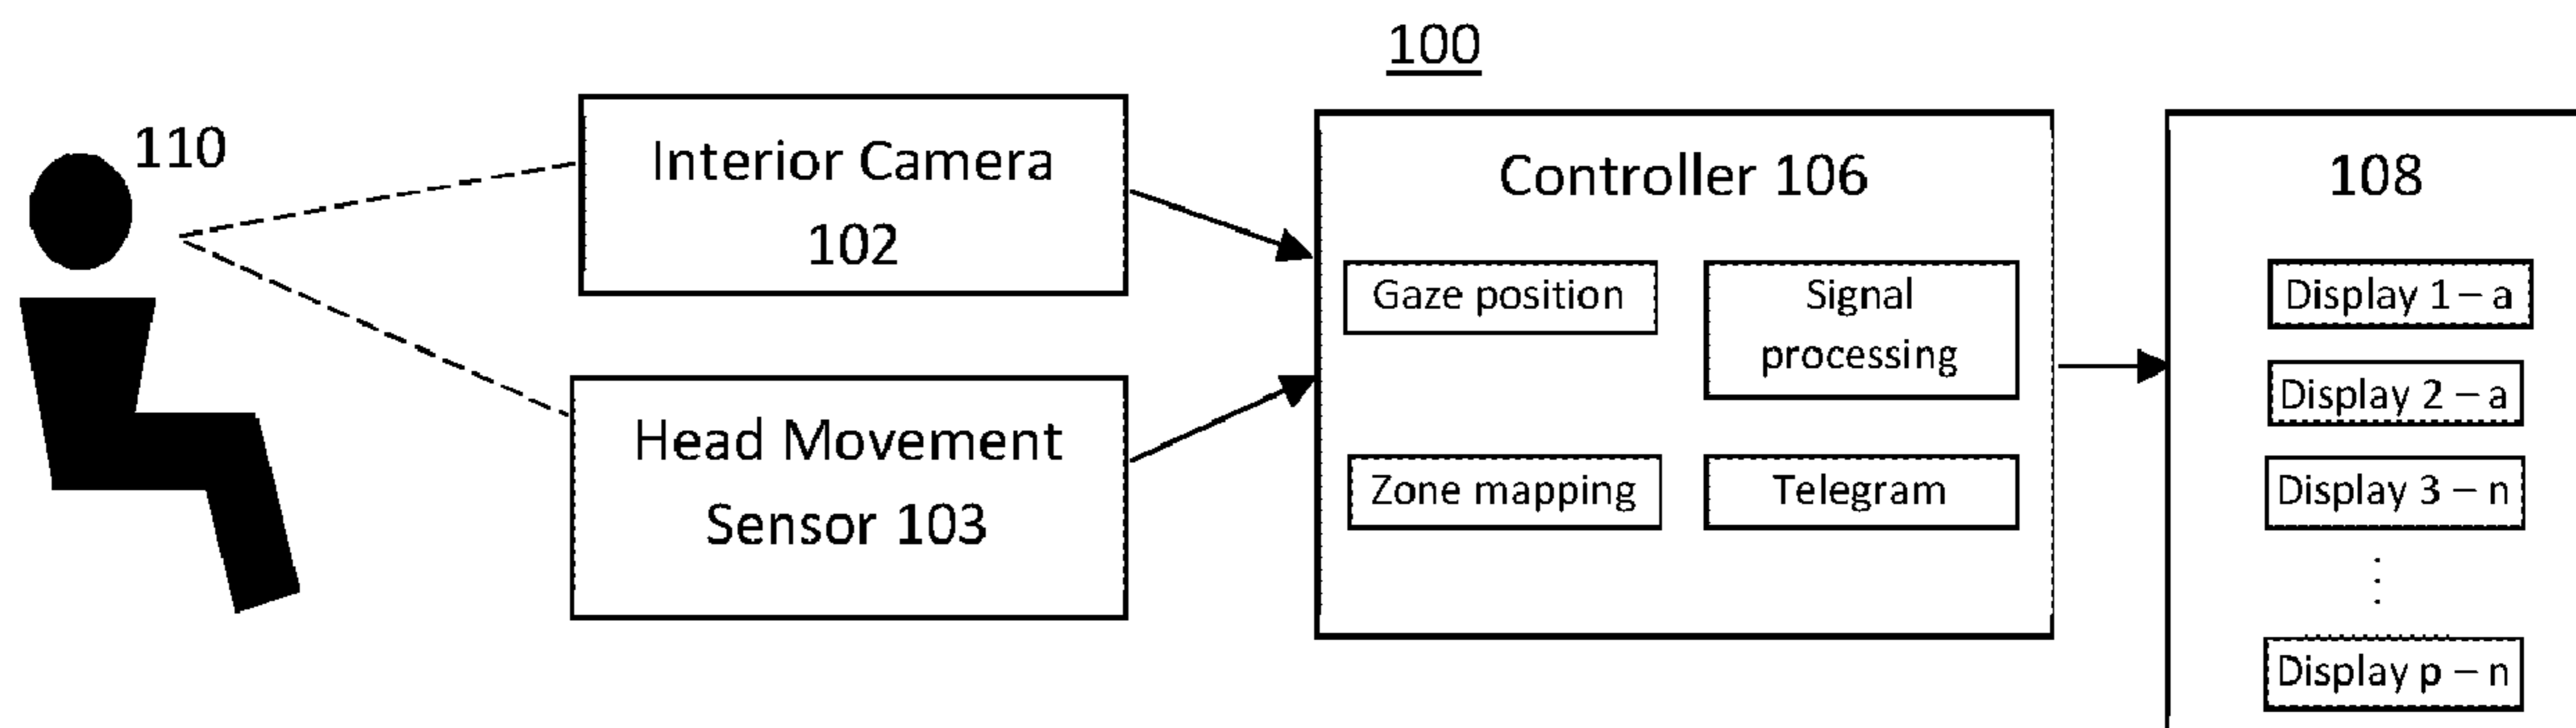 100
110
Interior Camera
102
Head Movement
Sensor 103
Controller 106
Gaze position
Signal
processing
Zone mapping
Telegram
108
Display 1 – a
Display 2 – a
Display 3 – n
⋮
Display p – n